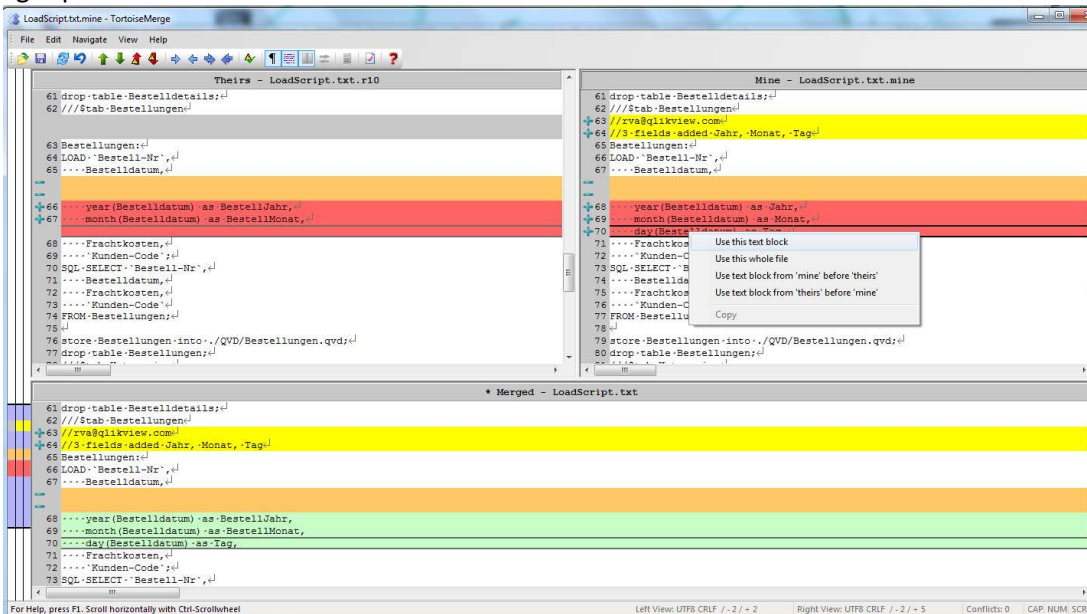 LoadScript.txt.mine - TortoiseMerge
File Edit Navigate View Help
Theirs - LoadScript.txt.r10
61 drop·table·Bestelldetails;↵
62 ///$tab·Bestellungen↵
63 Bestellungen:↵
64 LOAD·`Bestell-Nr`,↵
65 ····Bestelldatum,↵
66 ····year(Bestelldatum)·as·BestellJahr,↵
67 ····month(Bestelldatum)·as·BestellMonat,↵
68 ····Frachtkosten,↵
69 ····`Kunden-Code`;↵
70 SQL·SELECT·`Bestell-Nr`,↵
71 ····Bestelldatum,↵
72 ····Frachtkosten,↵
73 ····`Kunden-Code`↵
74 FROM·Bestellungen;↵
75 ↵
76 store·Bestellungen·into·./QVD/Bestellungen.qvd;↵
77 drop·table·Bestellungen;↵
Mine - LoadScript.txt.mine
61 drop·table·Bestelldetails;↵
62 ///$tab·Bestellungen↵
63 //rva@qlikview.com↵
64 //3·fields·added·Jahr,·Monat,·Tag↵
65 Bestellungen:↵
66 LOAD·`Bestell-Nr`,↵
67 ····Bestelldatum,↵
68 ····year(Bestelldatum)·as·Jahr,↵
69 ····month(Bestelldatum)·as·Monat,↵
70 ····day(Bestelldatum)·as·Tag,↵
71 ····Frachtkos
72 ····`Kunden-C
73 SQL·SELECT·`B
74 ····Bestellda
75 ····Frachtkos
76 ····`Kunden-C
77 FROM·Bestellu
78 ↵
79 store·Bestellungen·into·./QVD/Bestellungen.qvd;↵
80 drop·table·Bestellungen;↵
Use this text block
Use this whole file
Use text block from 'mine' before 'theirs'
Use text block from 'theirs' before 'mine'
Copy
* Merged - LoadScript.txt
61 drop·table·Bestelldetails;↵
62 ///$tab·Bestellungen↵
63 //rva@qlikview.com↵
64 //3·fields·added·Jahr,·Monat,·Tag↵
65 Bestellungen:↵
66 LOAD·`Bestell-Nr`,↵
67 ····Bestelldatum,↵
68 ····year(Bestelldatum)·as·BestellJahr,
69 ····month(Bestelldatum)·as·BestellMonat,
70 ····day(Bestelldatum)·as·Tag,
71 ····Frachtkosten,↵
72 ····`Kunden-Code`;↵
73 SQL·SELECT·`Bestell-Nr`,↵
For Help, press F1. Scroll horizontally with Ctrl-Scrollwheel Left View: UTF8 CRLF / - 2 / + 2 Right View: UTF8 CRLF / - 2 / + 5 Conflicts: 0 CAP NUM SCR